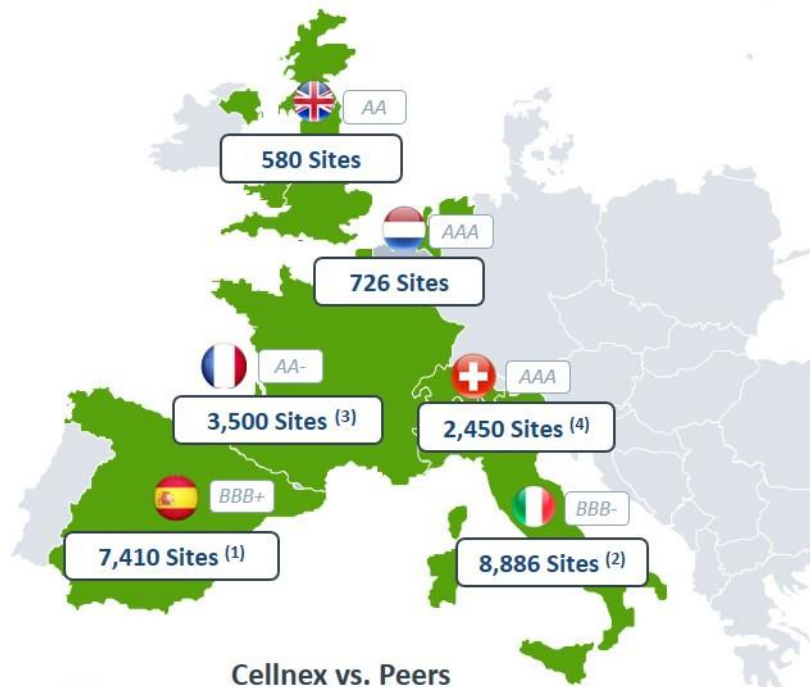 AA
580 Sites
AAA
726 Sites
AA-
3,500 Sites (3)
AAA
2,450 Sites (4)
BBB+
7,410 Sites (1)
BBB-
8,886 Sites (2)
Cellnex vs. Peers